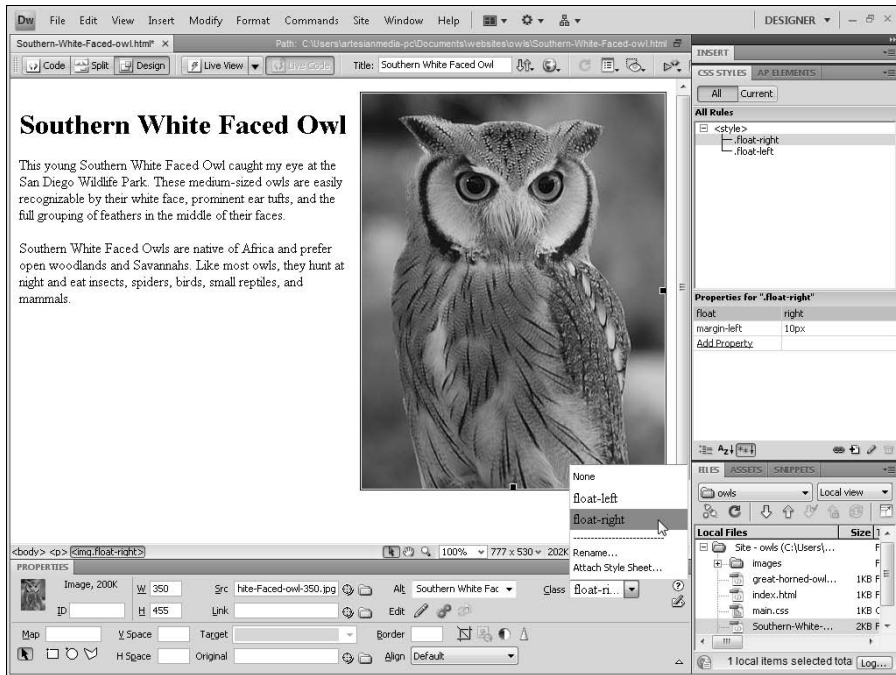 Dw File Edit View Insert Modify Format Commands Site Window Help DESIGNER
Southern-White-Faced-owl.html* Path: C:\Users\artesianmedia-pc\Documents\websites\owls\Southern-White-Faced-owl.html
Code Split Design Live View Live Code Title: Southern White Faced Owl
Southern White Faced Owl
This young Southern White Faced Owl caught my eye at the
San Diego Wildlife Park. These medium-sized owls are easily
recognizable by their white face, prominent ear tufts, and the
full grouping of feathers in the middle of their faces.
Southern White Faced Owls are native of Africa and prefer
open woodlands and Savannahs. Like most owls, they hunt at
night and eat insects, spiders, birds, small reptiles, and
mammals.
None
float-left
float-right
Rename...
Attach Style Sheet...
<body> <p> <img.float-right> 100% 777 x 530 202K
PROPERTIES
Image, 200K W 350 Src hite-Faced-owl-350.jpg Alt Southern White Fac Class float-ri...
ID H 455 Link Edit
Map V Space Target Border
H Space Original Align Default
INSERT
CSS STYLES AP ELEMENTS
All Current
All Rules
<style>
.float-right
.float-left
Properties for ".float-right"
float right
margin-left 10px
Add Property
FILES ASSETS SNIPPETS
owls Local view
Local Files Size
Site - owls (C:\Users\...
images
great-horned-owl... 1KB
index.html 1KB
main.css 1KB
Southern-White-... 2KB
1 local items selected tota Log...